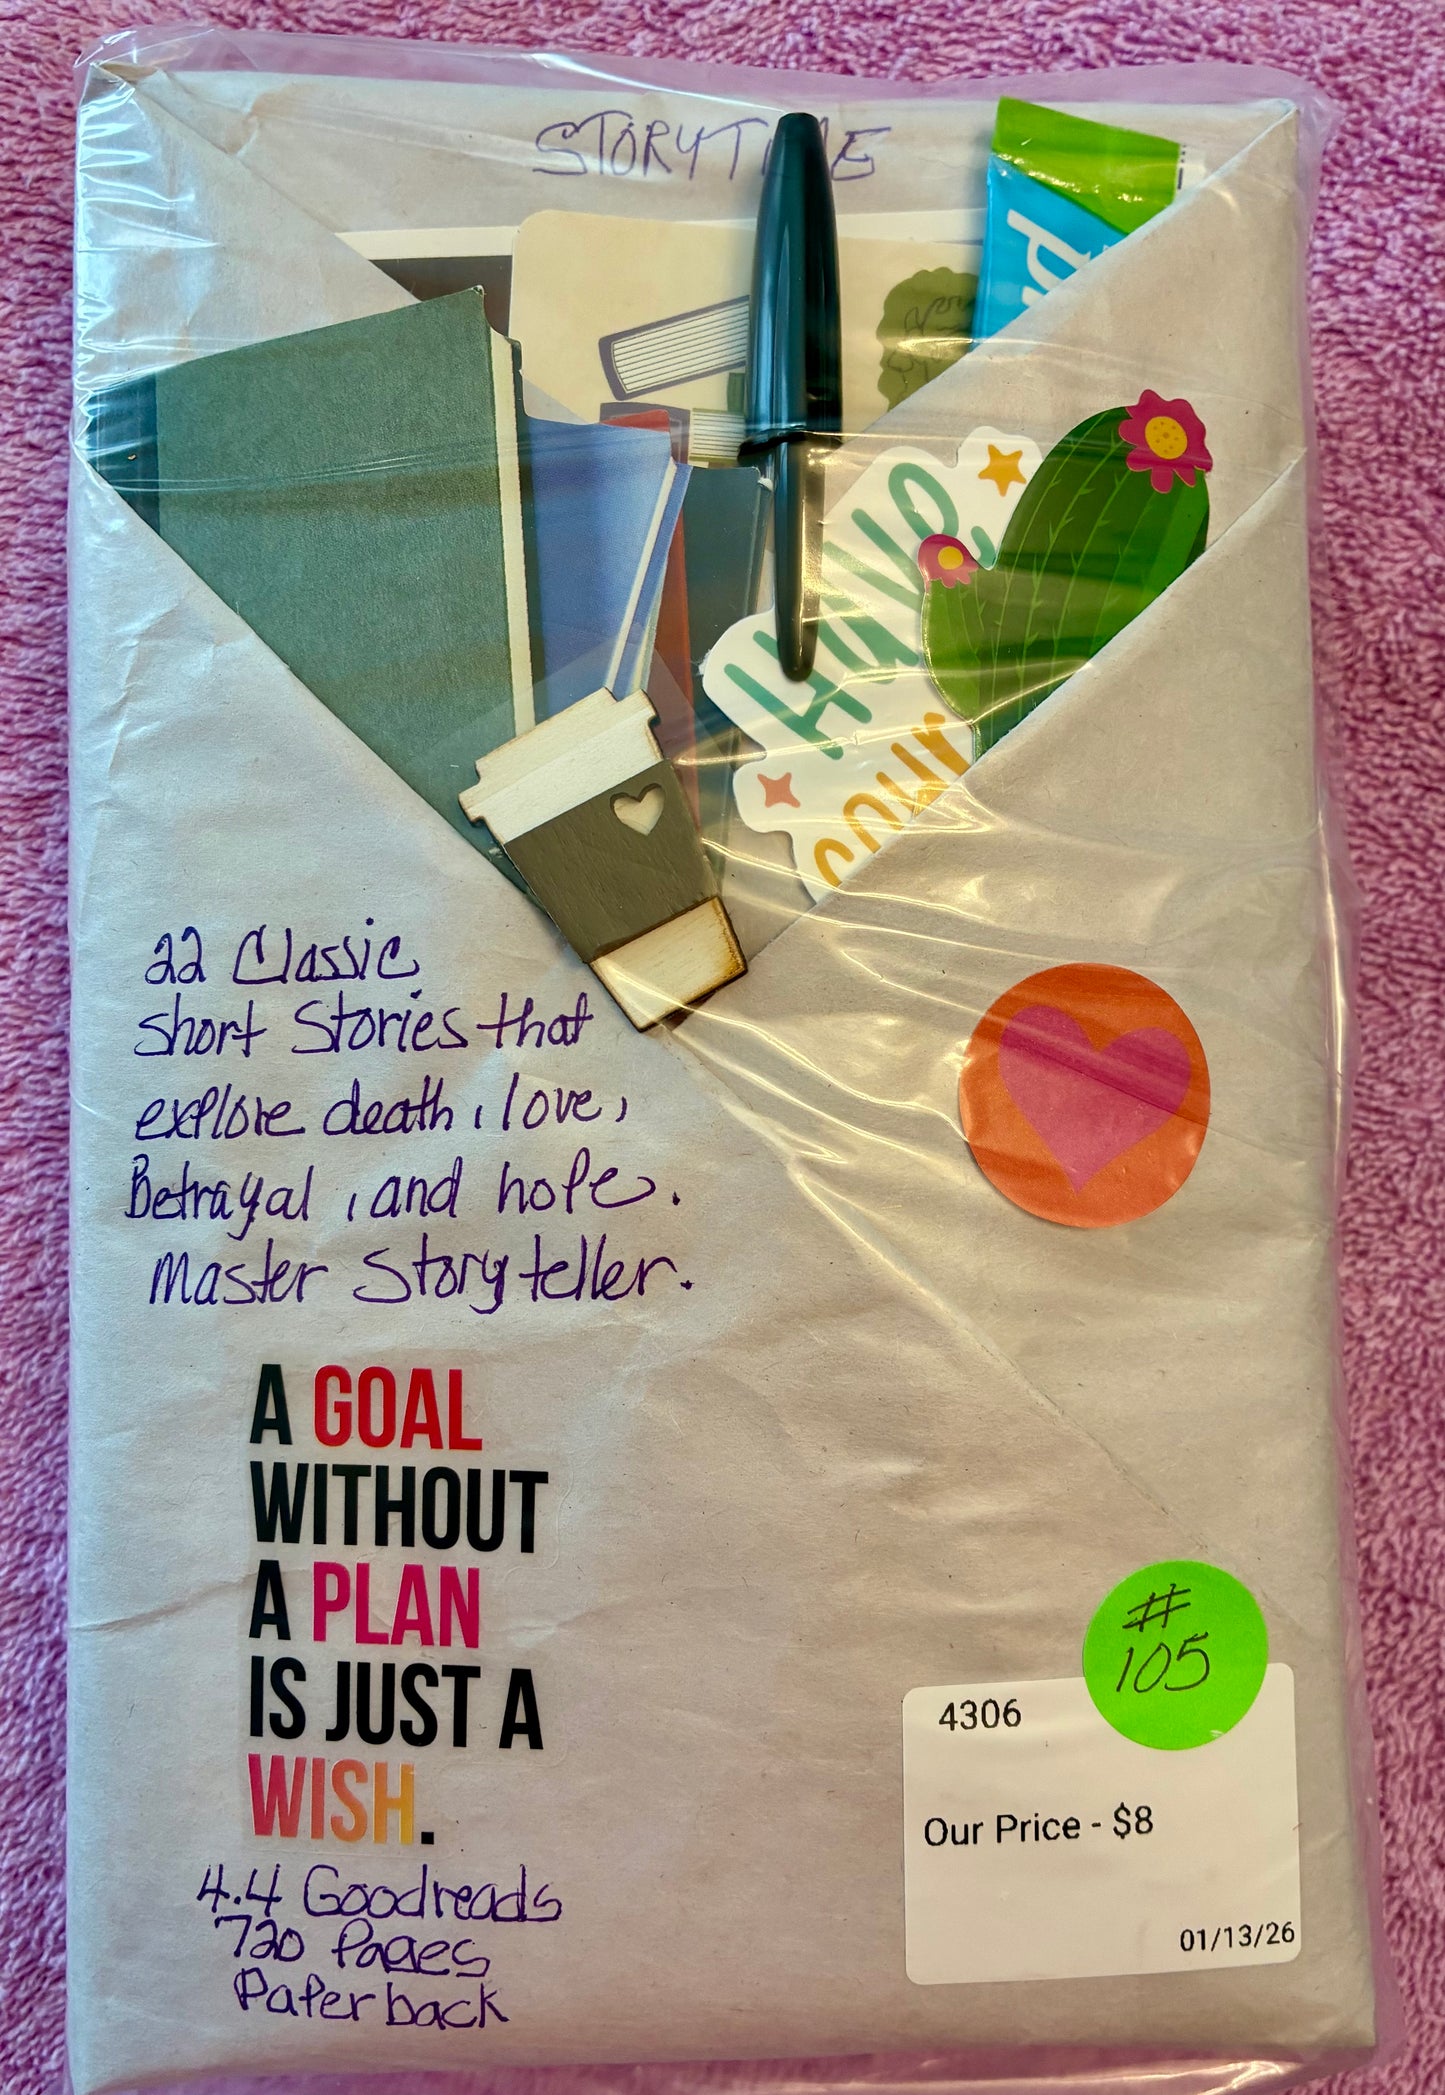 STORYTIME
Have
22 Classic
short Stories that
explore death, love,
Betrayal, and hope.
Master Storyteller.
A GOAL
WITHOUT
A PLAN
IS JUST A
WISH.
4.4 Goodreads
720 Pages
Paperback
#
105
4306
Our Price - $8
01/13/26